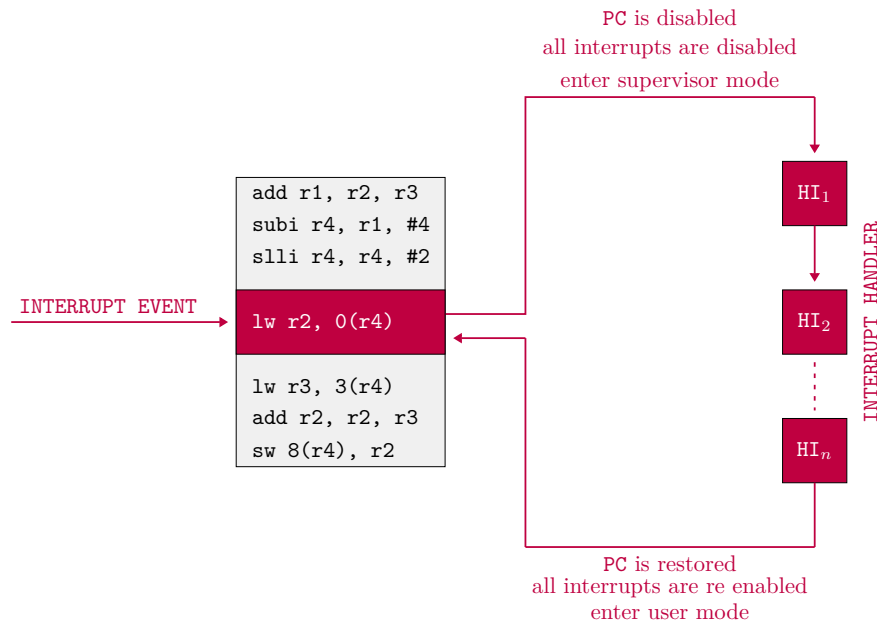 PC is disabled
all interrupts are disabled
enter supervisor mode
add r1, r2, r3
subi r4, r1, #4
slli r4, r4, #2
INTERRUPT EVENT
lw r2, 0(r4)
lw r3, 3(r4)
add r2, r2, r3
sw 8(r4), r2
HI₁
HI₂
HIₙ
INTERRUPT HANDLER
PC is restored
all interrupts are re enabled
enter user mode